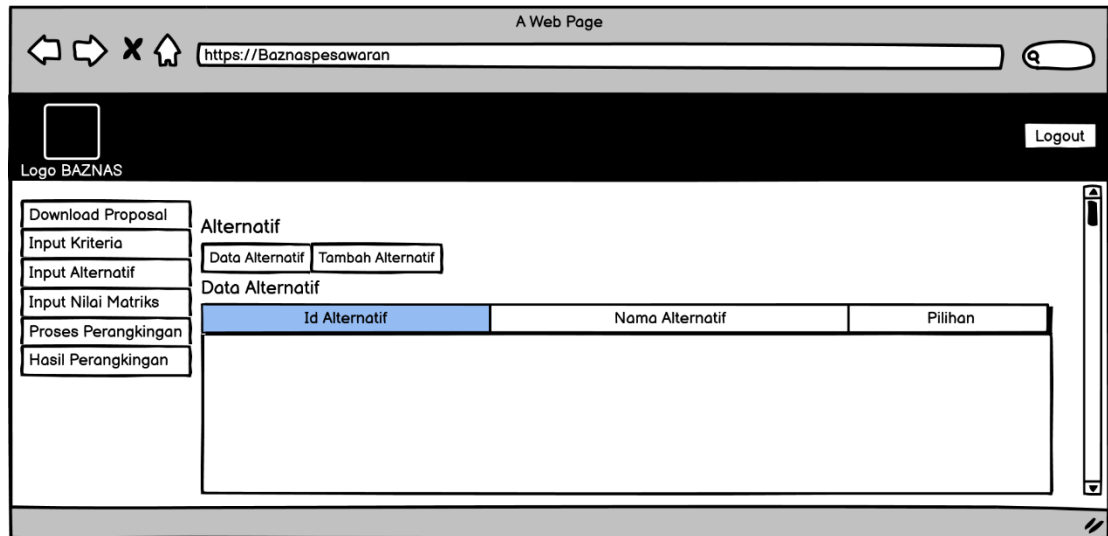 A Web Page
https://Baznaspesawaran
Logout
Logo BAZNAS
Download Proposal
Input Kriteria
Input Alternatif
Input Nilai Matriks
Proses Perangkingan
Hasil Perangkingan
Alternatif
Data Alternatif Tambah Alternatif
Data Alternatif
Id Alternatif Nama Alternatif Pilihan